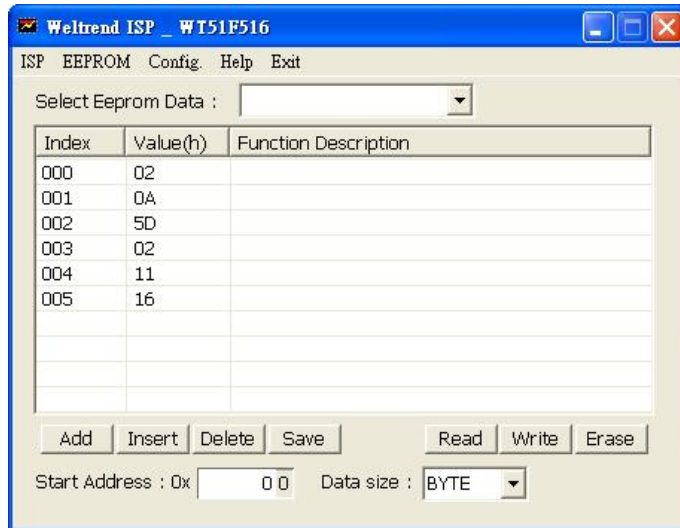 Weltrend ISP _ WT51F516
ISP EEPROM Config. Help Exit
Select Eeprom Data :
Index Value(h) Function Description
000 02
001 0A
002 5D
003 02
004 11
005 16
Add Insert Delete Save Read Write Erase
Start Address : 0x 0 0 Data size : BYTE